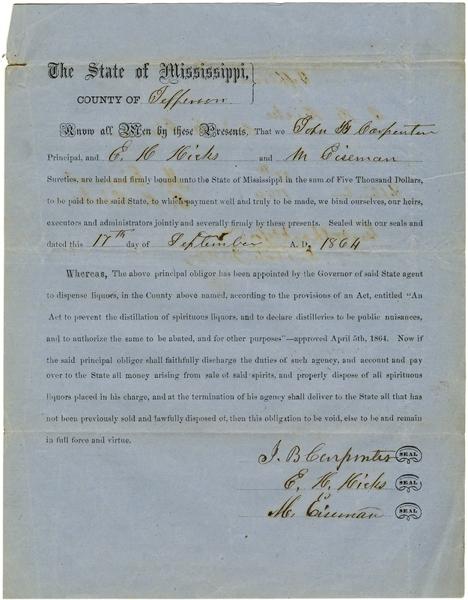 The State of Mississippi,
COUNTY OF Jefferson
Know all Men by these Presents, That we John B Carpenter
Principal, and E. H Hicks and M Eiseman
Sureties, are held and firmly bound unto the State of Mississippi in the sum of Five Thousand Dollars,
to be paid to the said State, to which payment well and truly to be made, we bind ourselves, our heirs,
executors and administrators jointly and severally firmly by these presents. Sealed with our seals and
dated this 17th day of September A. D. 1864
Whereas, The above principal obligor has been appointed by the Governor of said State agent
to dispense liquors, in the County above named, according to the provisions of an Act, entitled "An
Act to prevent the distillation of spirituous liquors, and to declare distilleries to be public nuisances,
and to authorize the same to be abated, and for other purposes"—approved April 5th, 1864. Now if
the said principal obligor shall faithfully discharge the duties of such agency, and account and pay
over to the State all money arising from sale of said spirits, and properly dispose of all spirituous
liquors placed in his charge, and at the termination of his agency shall deliver to the State all that has
not been previously sold and lawfully disposed of, then this obligation to be void, else to be and remain
in full force and virtue.
J. B Carpenter SEAL
E. H. Hicks SEAL
M. Eiseman SEAL